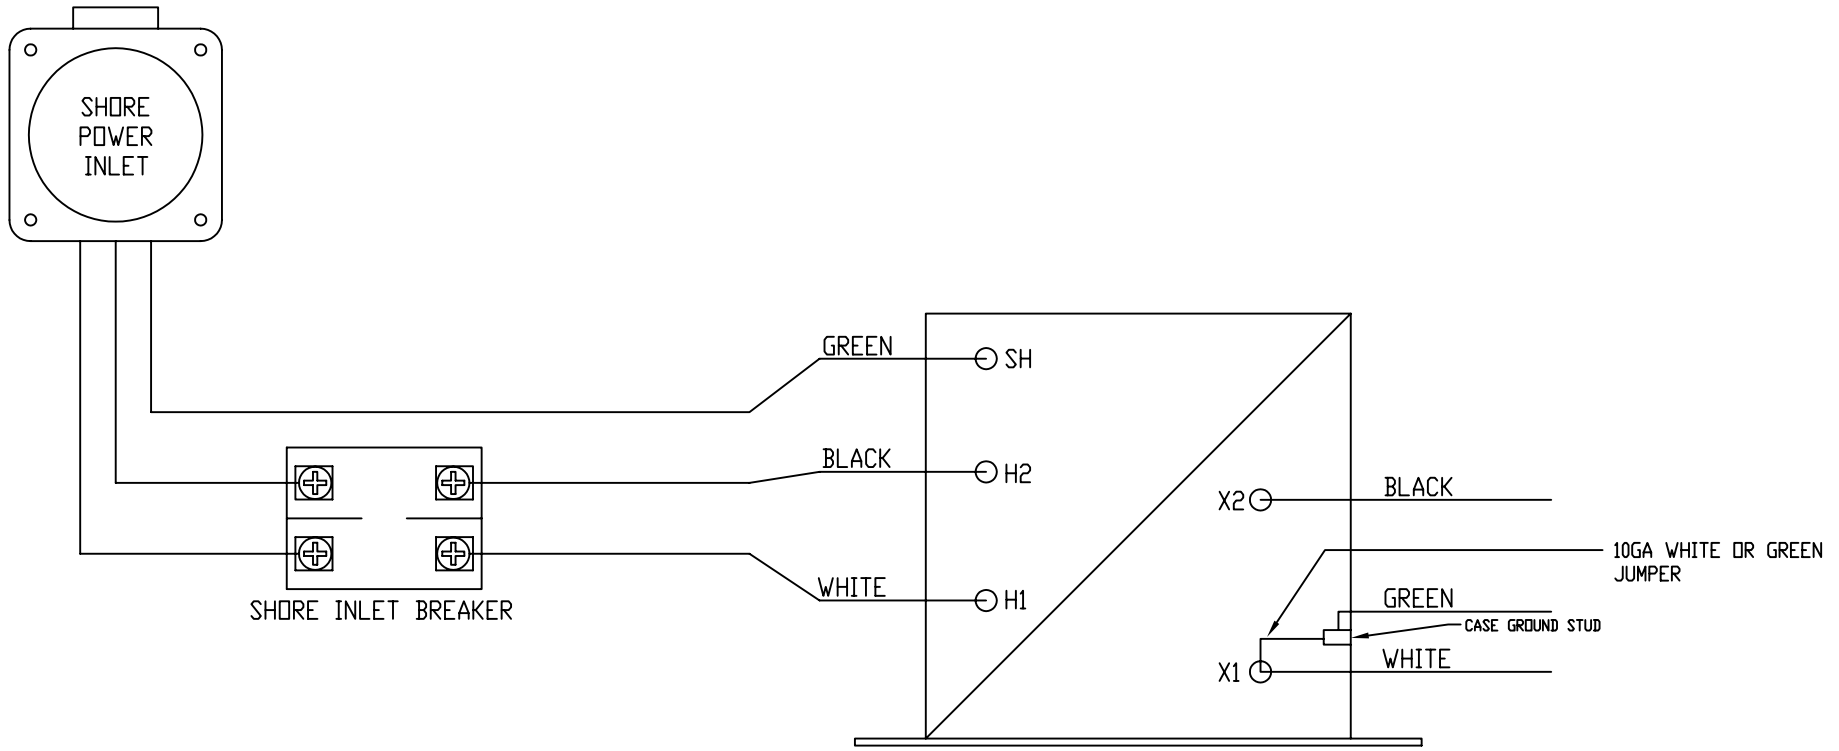 SHORE
POWER
INLET
GREEN
SH
BLACK
H2
X2
BLACK
10GA WHITE OR GREEN
JUMPER
WHITE
H1
GREEN
CASE GROUND STUD
SHORE INLET BREAKER
X1
WHITE